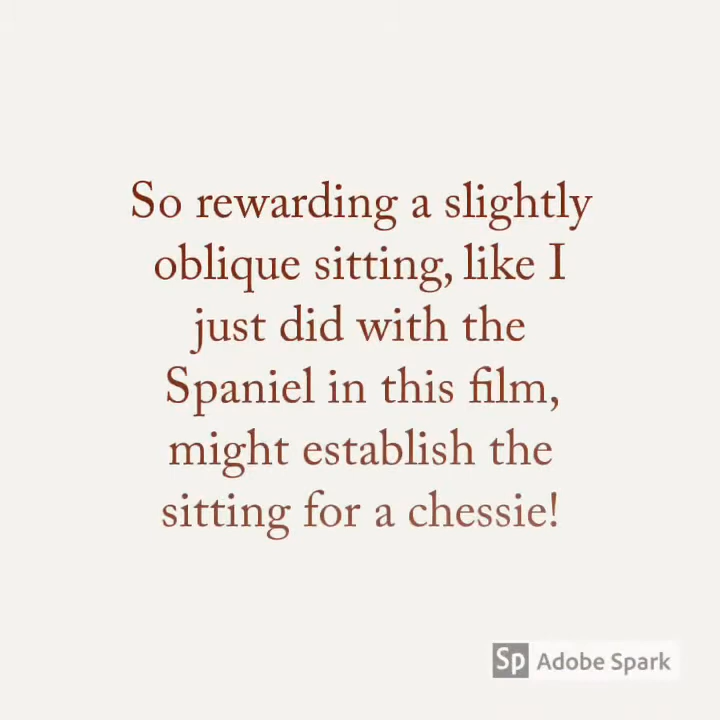 So rewarding a slightly
oblique sitting, like I
just did with the
Spaniel in this film,
might establish the
sitting for a chessie!
Sp Adobe Spark